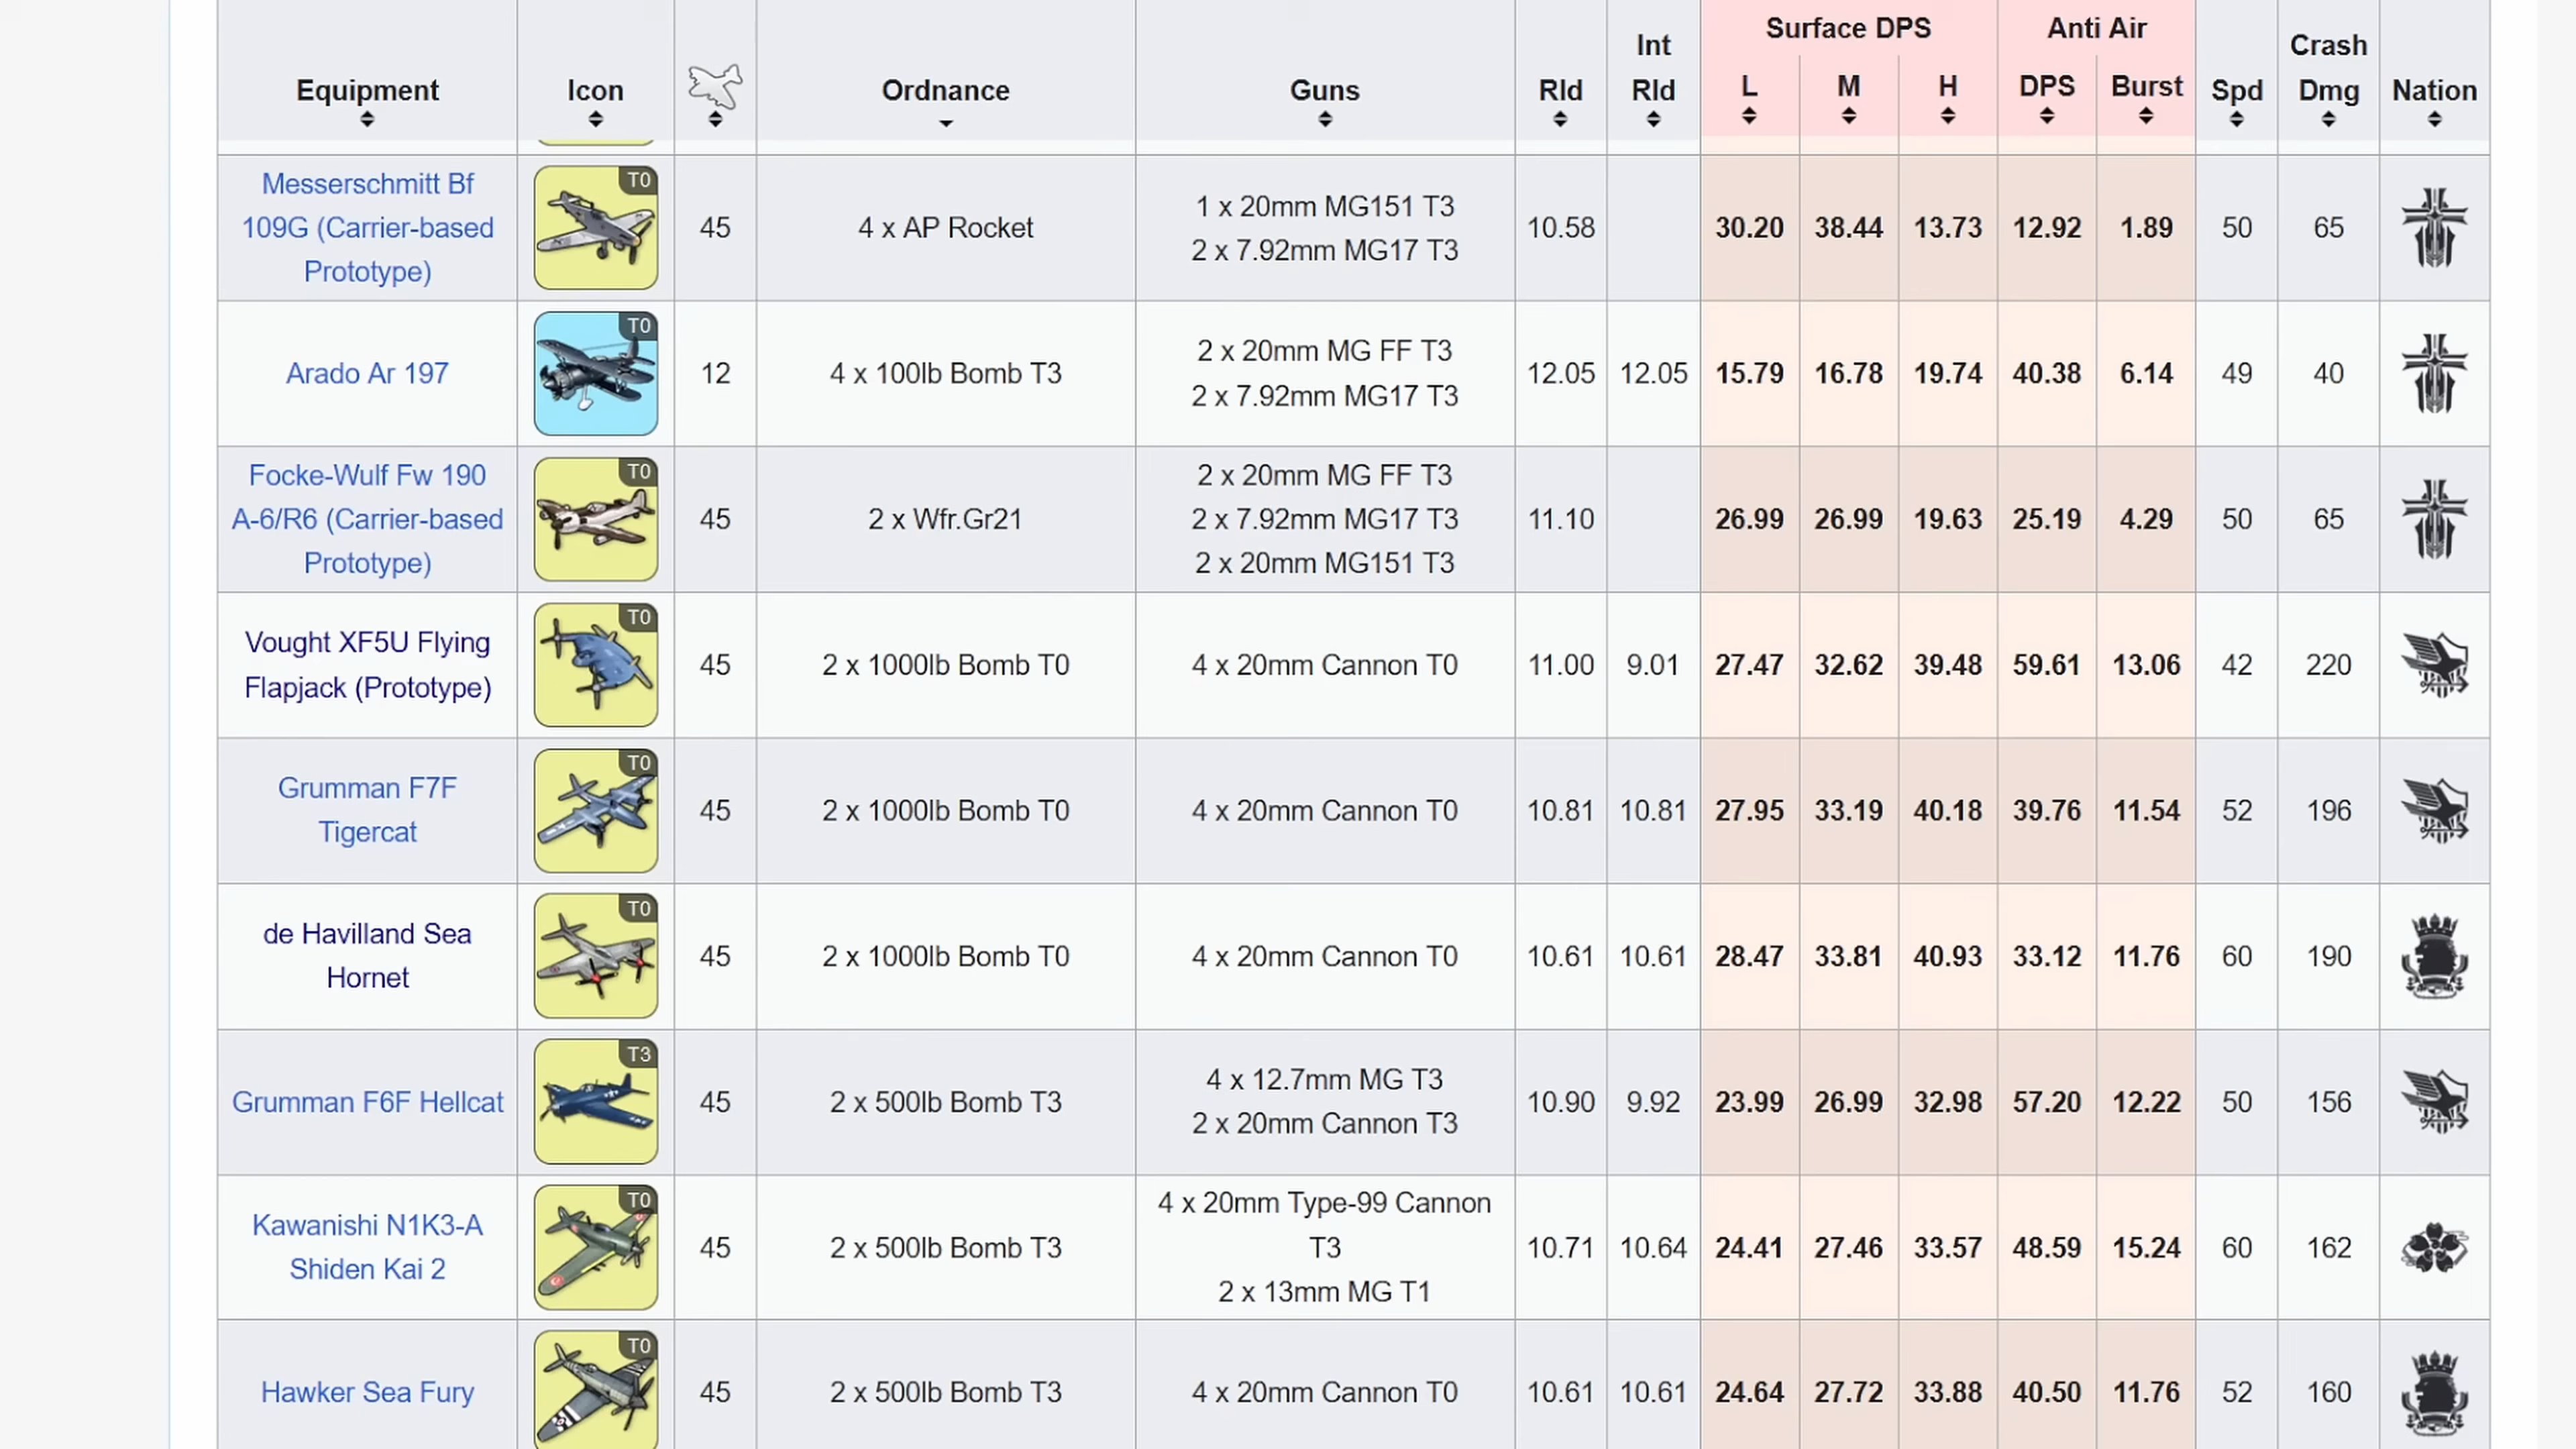 Equipment Icon Ordnance Guns Rld Int Rld Surface DPS L M H Anti Air DPS Burst Spd Crash Dmg Nation
Messerschmitt Bf 109G (Carrier-based Prototype) T0 45 4 x AP Rocket 1 x 20mm MG151 T3 2 x 7.92mm MG17 T3 10.58 30.20 38.44 13.73 12.92 1.89 50 65
Arado Ar 197 T0 12 4 x 100lb Bomb T3 2 x 20mm MG FF T3 2 x 7.92mm MG17 T3 12.05 12.05 15.79 16.78 19.74 40.38 6.14 49 40
Focke-Wulf Fw 190 A-6/R6 (Carrier-based Prototype) T0 45 2 x Wfr.Gr21 2 x 20mm MG FF T3 2 x 7.92mm MG17 T3 2 x 20mm MG151 T3 11.10 26.99 26.99 19.63 25.19 4.29 50 65
Vought XF5U Flying Flapjack (Prototype) T0 45 2 x 1000lb Bomb T0 4 x 20mm Cannon T0 11.00 9.01 27.47 32.62 39.48 59.61 13.06 42 220
Grumman F7F Tigercat T0 45 2 x 1000lb Bomb T0 4 x 20mm Cannon T0 10.81 10.81 27.95 33.19 40.18 39.76 11.54 52 196
de Havilland Sea Hornet T0 45 2 x 1000lb Bomb T0 4 x 20mm Cannon T0 10.61 10.61 28.47 33.81 40.93 33.12 11.76 60 190
Grumman F6F Hellcat T3 45 2 x 500lb Bomb T3 4 x 12.7mm MG T3 2 x 20mm Cannon T3 10.90 9.92 23.99 26.99 32.98 57.20 12.22 50 156
Kawanishi N1K3-A Shiden Kai 2 T0 45 2 x 500lb Bomb T3 4 x 20mm Type-99 Cannon T3 2 x 13mm MG T1 10.71 10.64 24.41 27.46 33.57 48.59 15.24 60 162
Hawker Sea Fury T0 45 2 x 500lb Bomb T3 4 x 20mm Cannon T0 10.61 10.61 24.64 27.72 33.88 40.50 11.76 52 160